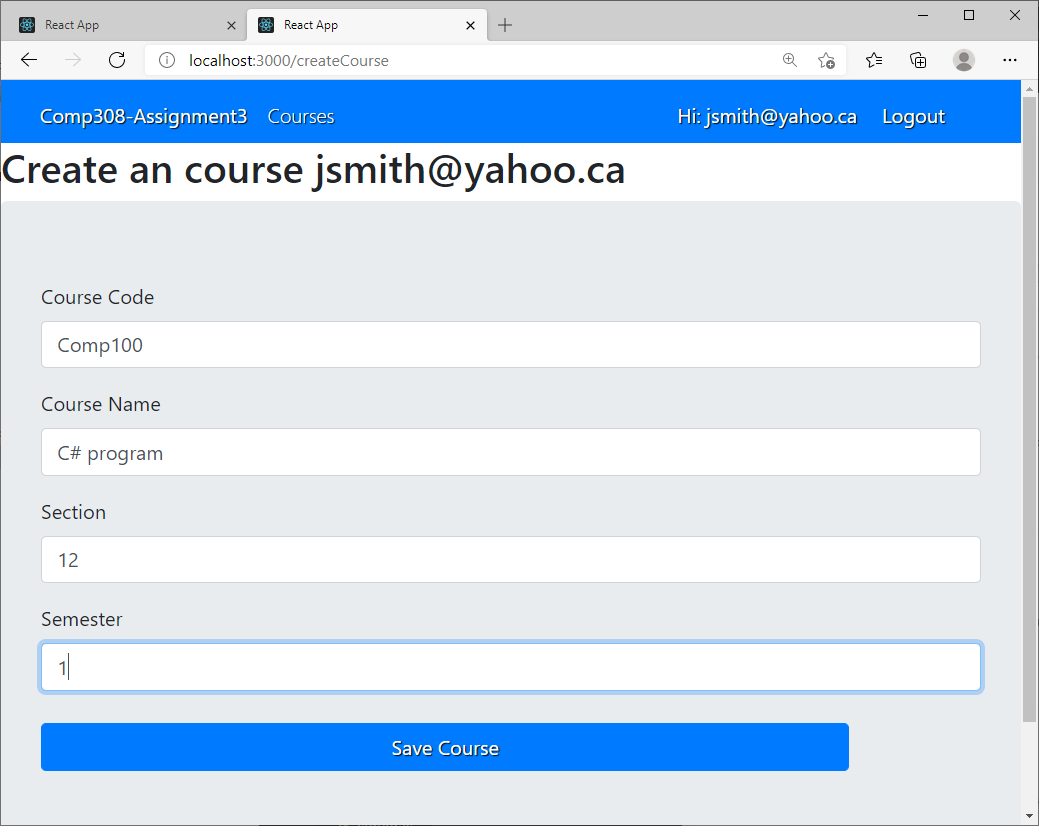 React App
React App
localhost:3000/createCourse
Comp308-Assignment3 Courses Hi: jsmith@yahoo.ca Logout
Create an course jsmith@yahoo.ca
Course Code
Comp100
Course Name
C# program
Section
12
Semester
1
Save Course